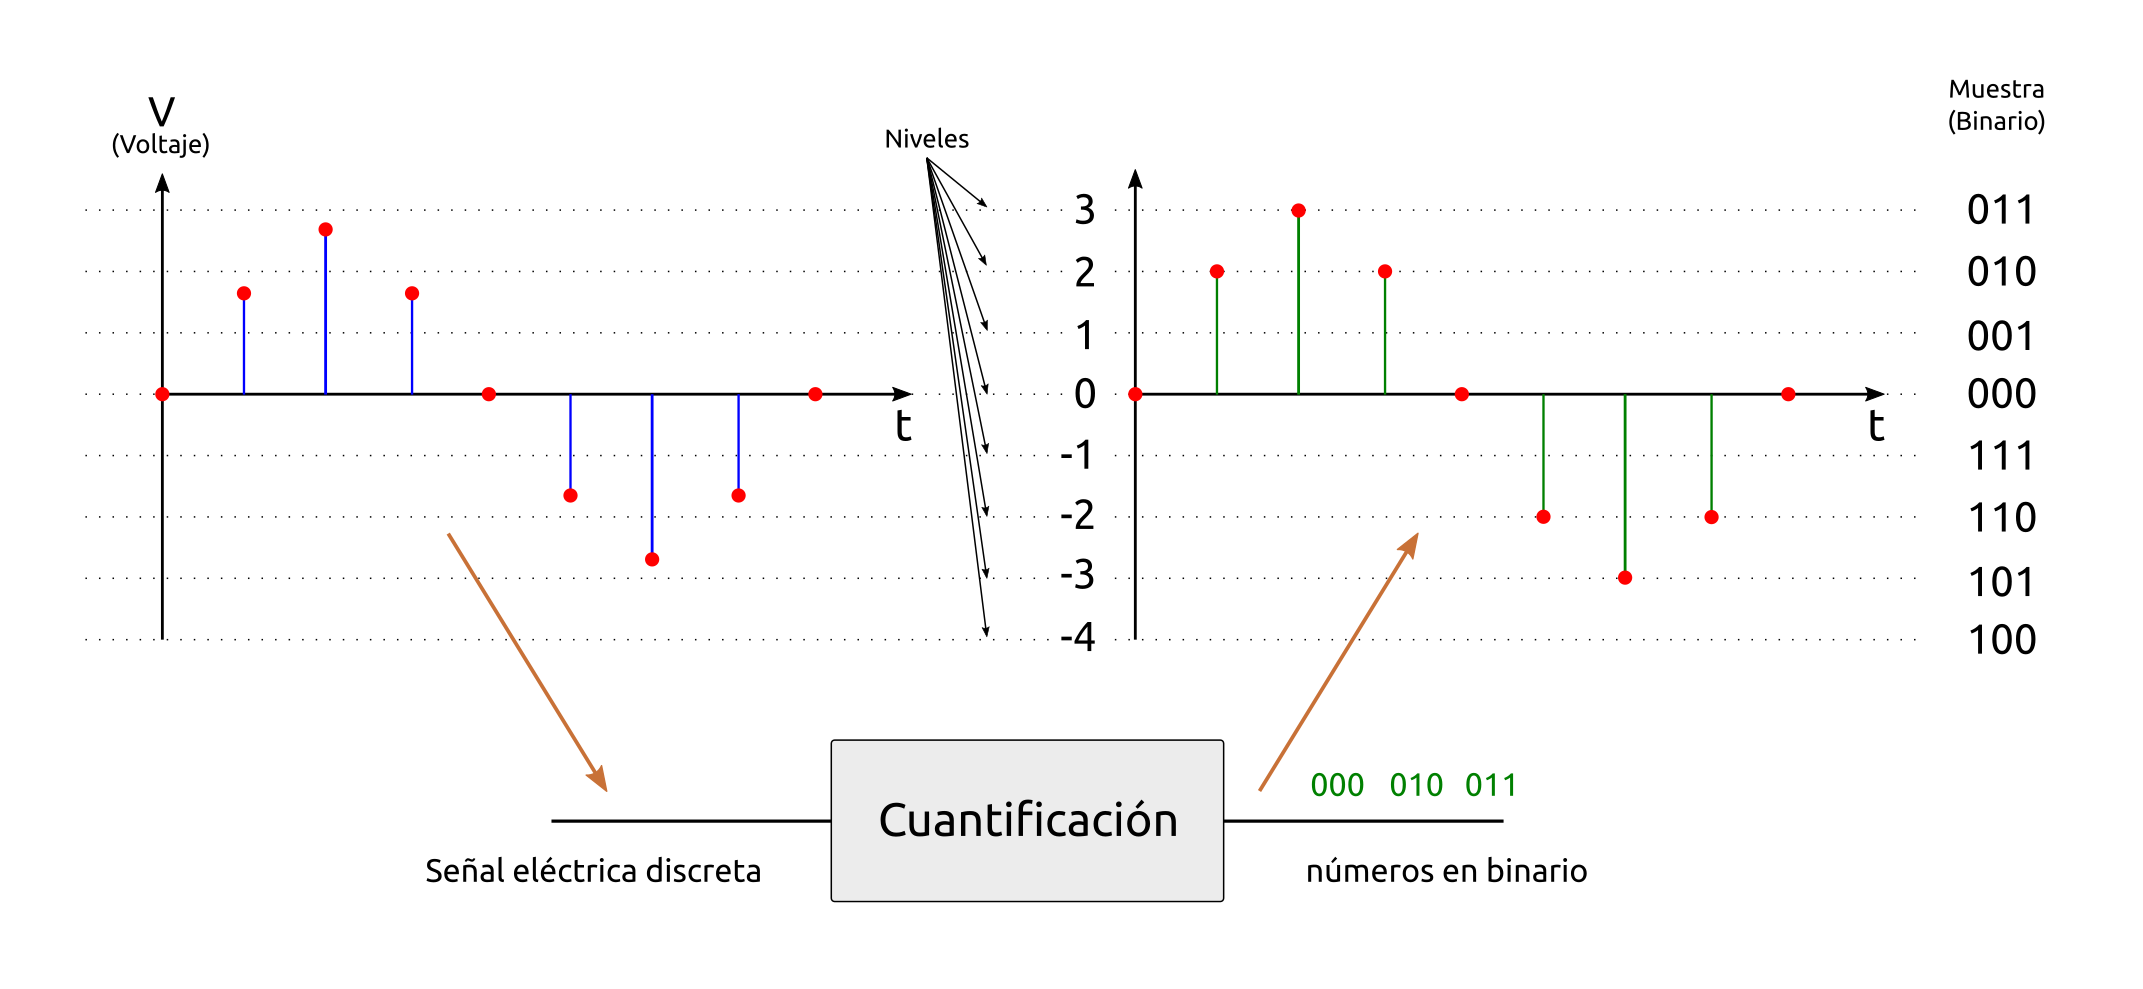 V
(Voltaje)
t
Niveles
3
2
1
0
-1
-2
-3
-4
t
Muestra
(Binario)
011
010
001
000
111
110
101
100
Cuantificación
Señal eléctrica discreta
000 010 011
números en binario